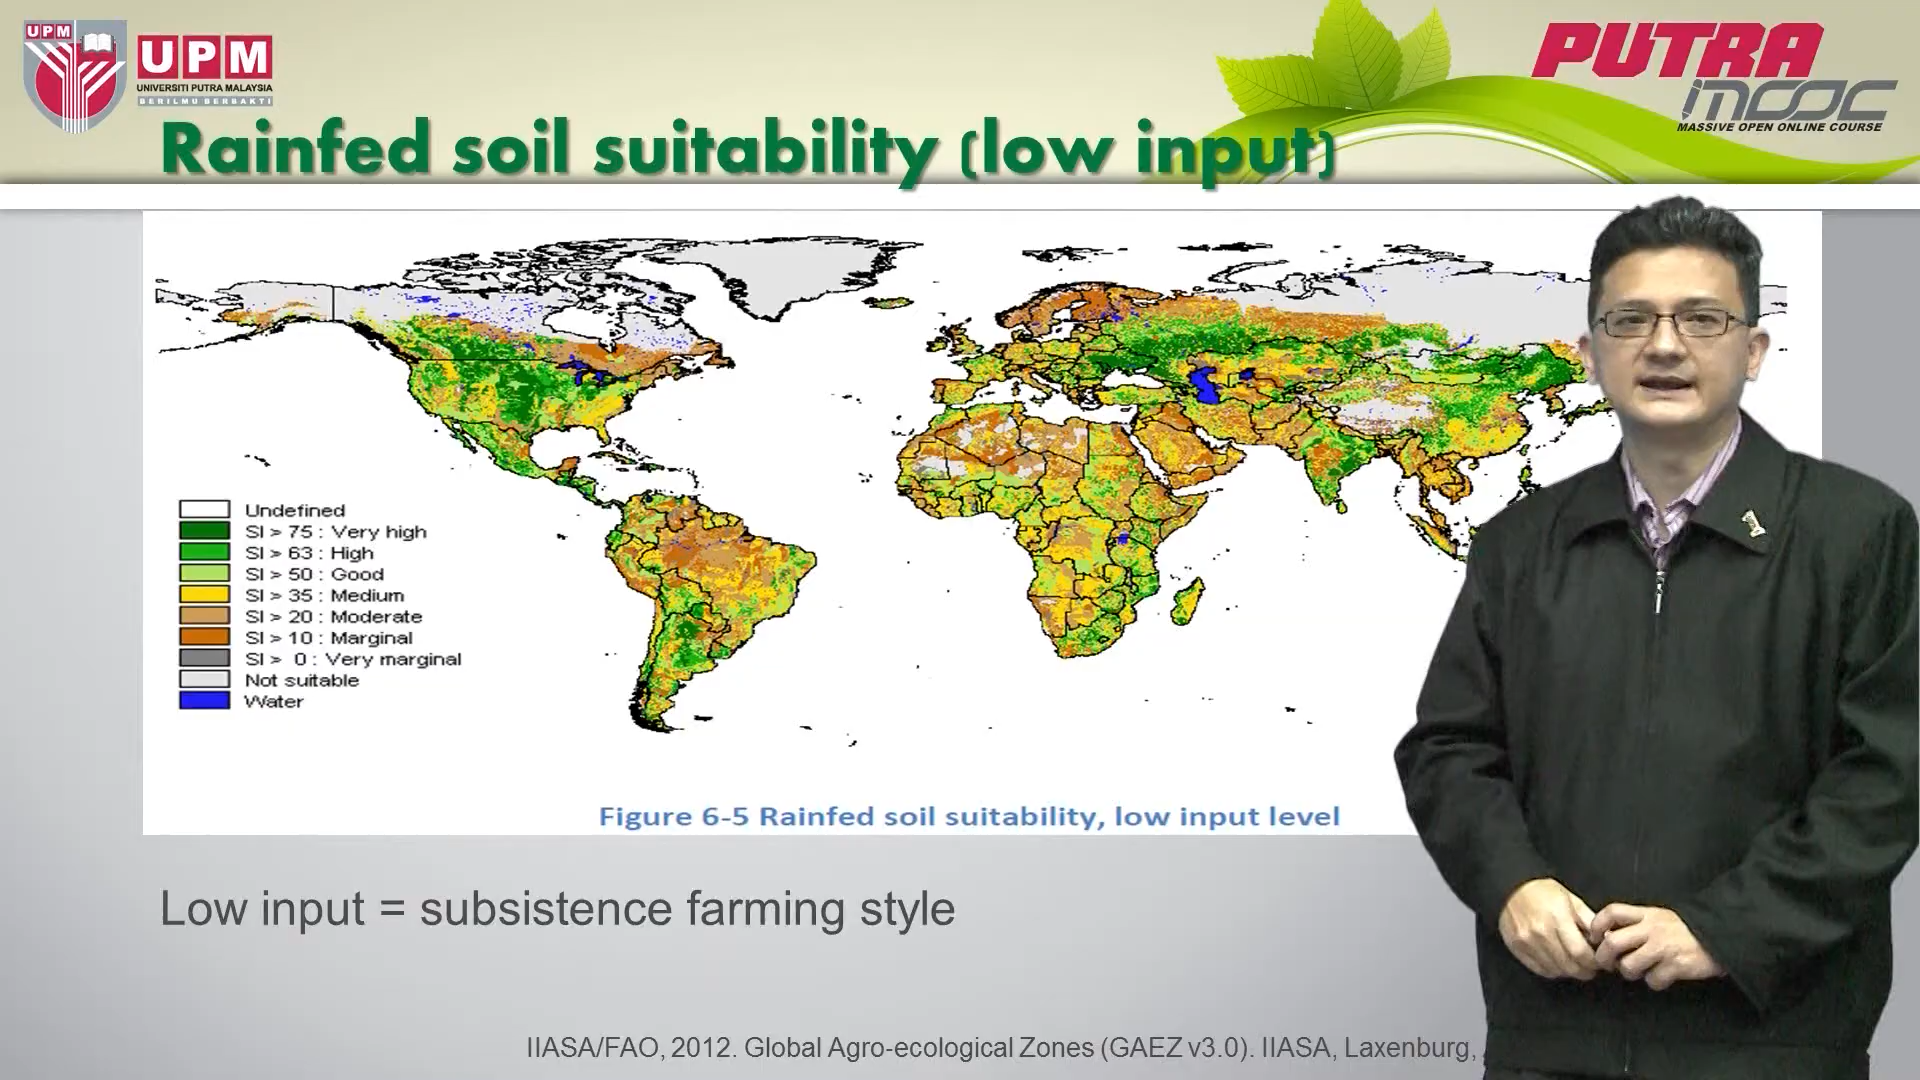 UPM
UPM
UNIVERSITI PUTRA MALAYSIA
BERILMU BERBAKTI
PUTRA
mooc
MASSIVE OPEN ONLINE COURSE
Rainfed soil suitability (low input)
Undefined
SI > 75 : Very high
SI > 63 : High
SI > 50 : Good
SI > 35 : Medium
SI > 20 : Moderate
SI > 10 : Marginal
SI > 0 : Very marginal
Not suitable
Water
Figure 6-5 Rainfed soil suitability, low input level
Low input = subsistence farming style
IIASA/FAO, 2012. Global Agro-ecological Zones (GAEZ v3.0). IIASA, Laxenburg,